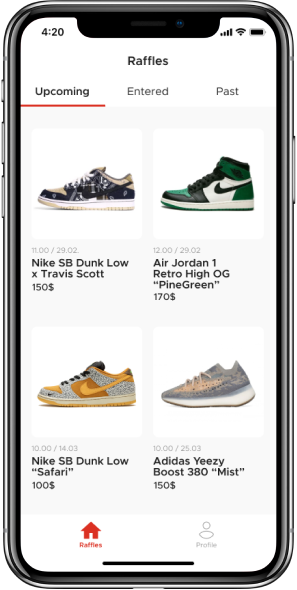 4:20
Raffles
Upcoming
Entered
Past
11.00 / 29.02.
Nike SB Dunk Low
x Travis Scott
150$
12.00 / 29.02
Air Jordan 1
Retro High OG
“PineGreen”
170$
10.00 / 14.03
Nike SB Dunk Low
“Safari”
100$
10.00 / 25.03
Adidas Yeezy
Boost 380 “Mist”
150$
Raffles
Profile